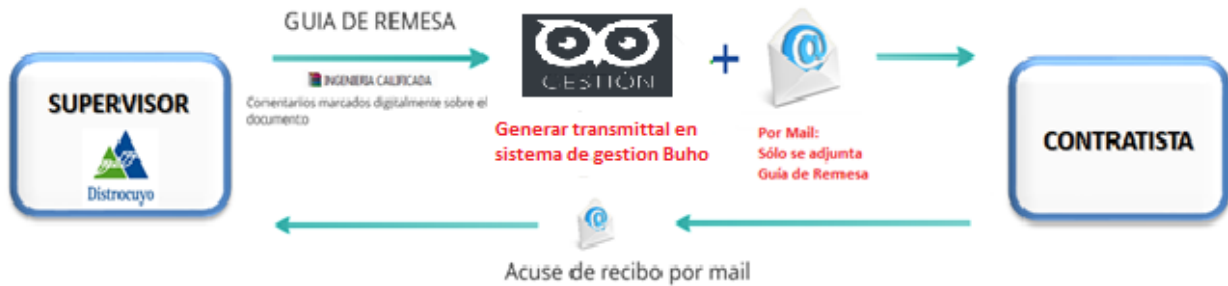 GUIA DE REMESA
INGENIERIA CALIFICADA
Comentarios marcados digitalmente sobre el
documento
SUPERVISOR
Distrocuyo
GESTIÓN
+
Generar transmittal en
sistema de gestion Buho
Por Mail:
Sólo se adjunta
Guía de Remesa
CONTRATISTA
Acuse de recibo por mail